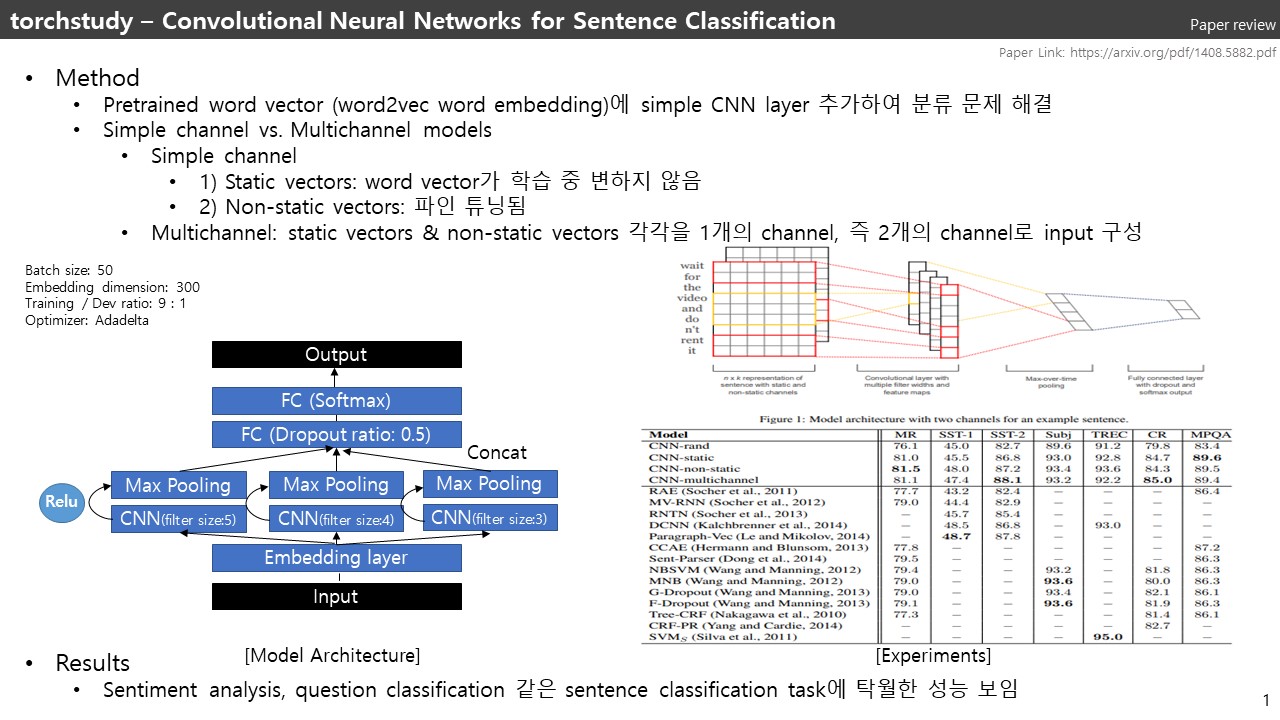 torchstudy – Convolutional Neural Networks for Sentence Classification
Paper review
Paper Link: https://arxiv.org/pdf/1408.5882.pdf
• Method
• Pretrained word vector (word2vec word embedding)에 simple CNN layer 추가하여 분류 문제 해결
• Simple channel vs. Multichannel models
• Simple channel
• 1) Static vectors: word vector가 학습 중 변하지 않음
• 2) Non-static vectors: 파인 튜닝됨
• Multichannel: static vectors & non-static vectors 각각을 1개의 channel, 즉 2개의 channel로 input 구성
Batch size: 50
Embedding dimension: 300
Training / Dev ratio: 9 : 1
Optimizer: Adadelta
Output
FC (Softmax)
FC (Dropout ratio: 0.5)
Concat
Max Pooling
Max Pooling
Max Pooling
Relu
CNN(filter size:5)
CNN(filter size:4)
CNN(filter size:3)
Embedding layer
Input
[Model Architecture]
wait
for
the
video
and
do
n't
rent
it
n x k representation of
sentence with static and
non-static channels
Convolutional layer with
multiple filter widths and
feature maps
Max-over-time
pooling
Fully connected layer
with dropout and
softmax output
Figure 1: Model architecture with two channels for an example sentence.
Model MR SST-1 SST-2 Subj TREC CR MPQA
CNN-rand 76.1 45.0 82.7 89.6 91.2 79.8 83.4
CNN-static 81.0 45.5 86.8 93.0 92.8 84.7 89.6
CNN-non-static 81.5 48.0 87.2 93.4 93.6 84.3 89.5
CNN-multichannel 81.1 47.4 88.1 93.2 92.2 85.0 89.4
RAE (Socher et al., 2011) 77.7 43.2 82.4 — — — 86.4
MV-RNN (Socher et al., 2012) 79.0 44.4 82.9 — — — —
RNTN (Socher et al., 2013) — 45.7 85.4 — — — —
DCNN (Kalchbrenner et al., 2014) — 48.5 86.8 — 93.0 — —
Paragraph-Vec (Le and Mikolov, 2014) — 48.7 87.8 — — — —
CCAE (Hermann and Blunsom, 2013) 77.8 — — — — — 87.2
Sent-Parser (Dong et al., 2014) 79.5 — — — — — 86.3
NBSVM (Wang and Manning, 2012) 79.4 — — 93.2 — 81.8 86.3
MNB (Wang and Manning, 2012) 79.0 — — 93.6 — 80.0 86.3
G-Dropout (Wang and Manning, 2013) 79.0 — — 93.4 — 82.1 86.1
F-Dropout (Wang and Manning, 2013) 79.1 — — 93.6 — 81.9 86.3
Tree-CRF (Nakagawa et al., 2010) 77.3 — — — — 81.4 86.1
CRF-PR (Yang and Cardie, 2014) — — — — — 82.7 —
SVMS (Silva et al., 2011) — — — — 95.0 — —
[Experiments]
• Results
• Sentiment analysis, question classification 같은 sentence classification task에 탁월한 성능 보임
1